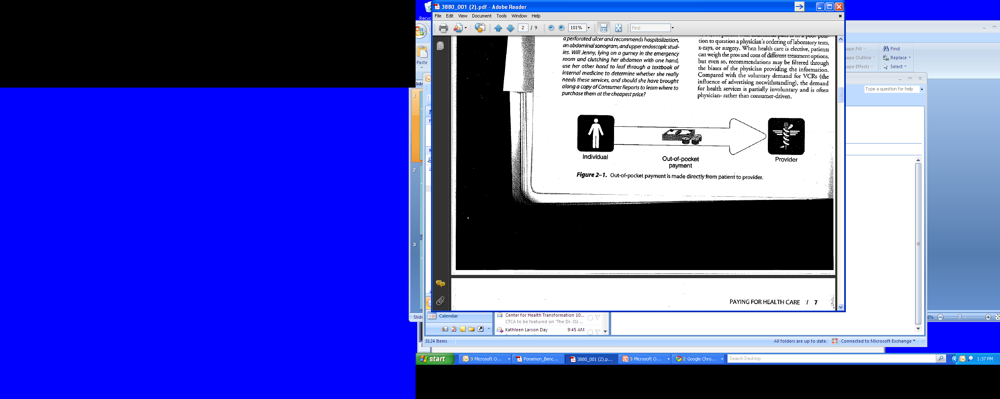 Recyc
3880_001 (2).pdf - Adobe Reader
File Edit View Document Tools Window Help
2 / 9
101%
Find
a perforated ulcer and recommends hospitalization,
an abdominal sonogram, and upper endoscopic stud-
ies. Will Jenny, lying on a gurney in the emergency
room and clutching her abdomen with one hand,
use her other hand to leaf through a textbook of
internal medicine to determine whether she really
needs these services, and should she have brought
along a copy of Consumer Reports to learn where to
purchase them at the cheapest price?
patient with abdominal pain is in a poor posi-
tion to question a physician's ordering of laboratory tests,
x-rays, or surgery. When health care is elective, patients
can weigh the pros and cons of different treatment options,
but even so, recommendations may be filtered through
the biases of the physician providing the information.
Compared with the voluntary demand for VCRs (the
influence of advertising notwithstanding), the demand
for health services is partially involuntary and is often
physician- rather than consumer-driven.
Individual
Out-of-pocket
payment
Provider
Figure 2–1. Out-of-pocket payment is made directly from patient to provider.
PAYING FOR HEALTH CARE / 7
Paste
lide
1
2
3
Slide
ape Fill
ape Outline
ape Effects
Find
Replace
Select
Type a question for help
8%
Calendar
Center for Health Transformation 10...
CTCA to be featured on "The Dr. Oz ...
Kathleen Larson Day 9:45 AM
3124 Items
All folders are up to date.
Connected to Microsoft Exchange
start
3 Microsoft O...
Ponemon_Benc...
3880_001 (2).p...
3 Microsoft O...
2 Google Chro...
Search Desktop
1:37 PM